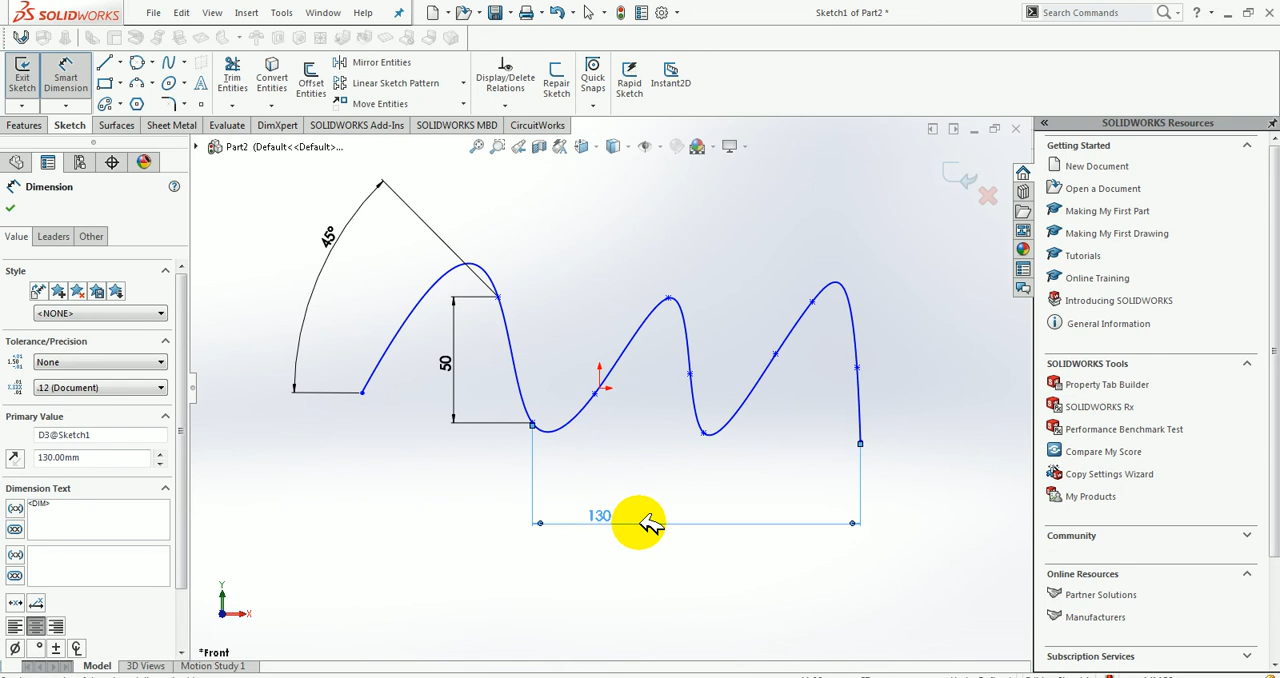 SOLIDWORKS
File Edit View Insert Tools Window Help
Sketch1 of Part2 *
Search Commands
?
Exit Sketch
Smart Dimension
Trim Entities
Convert Entities
Offset Entities
Mirror Entities
Linear Sketch Pattern
Move Entities
Display/Delete Relations
Repair Sketch
Quick Snaps
Rapid Sketch
Instant2D
Features Sketch Surfaces Sheet Metal Evaluate DimXpert SOLIDWORKS Add-Ins SOLIDWORKS MBD CircuitWorks
Part2 (Default<<Default>...
Dimension
Value Leaders Other
Style
<NONE>
Tolerance/Precision
None
.12 (Document)
Primary Value
D3@Sketch1
130.00mm
Dimension Text
<DIM>
45°
50
130
Y
X
*Front
Model 3D Views Motion Study 1
SOLIDWORKS Resources
Getting Started
New Document
Open a Document
Making My First Part
Making My First Drawing
Tutorials
Online Training
Introducing SOLIDWORKS
General Information
SOLIDWORKS Tools
Property Tab Builder
SOLIDWORKS Rx
Performance Benchmark Test
Compare My Score
Copy Settings Wizard
My Products
Community
Online Resources
Partner Solutions
Manufacturers
Subscription Services